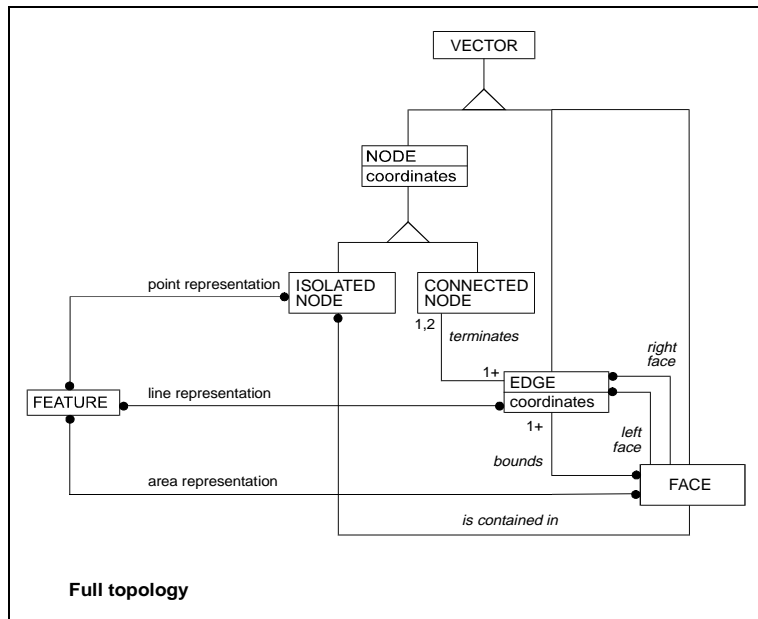 VECTOR
NODE
coordinates
point representation
ISOLATED
NODE
CONNECTED
NODE
1,2
terminates
right
face
1+
EDGE
coordinates
line representation
FEATURE
1+
left
face
bounds
area representation
FACE
is contained in
Full topology